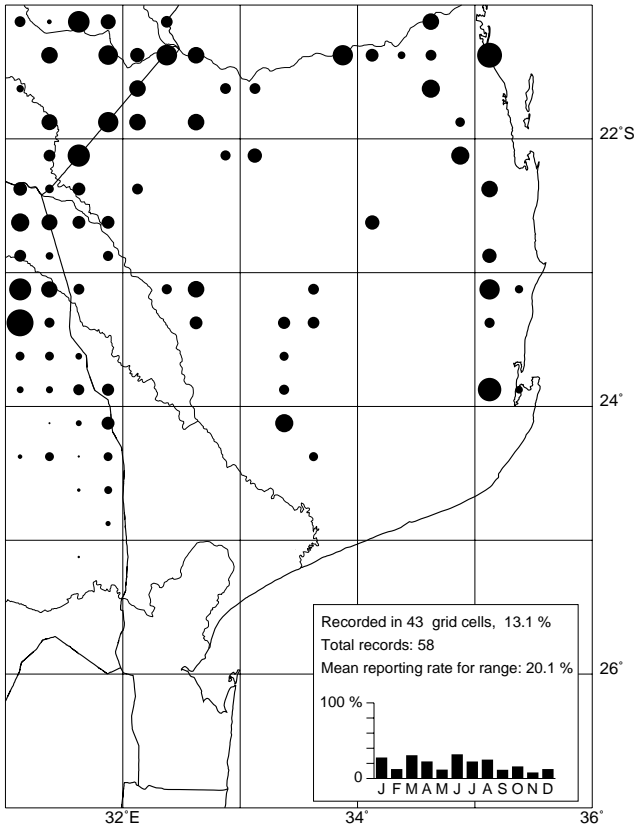 22°S
24°
Recorded in 43 grid cells, 13.1 %
Total records: 58
Mean reporting rate for range: 20.1 %
26°
100 %
0
J F M A M J J A S O N D
32°E 34° 36°